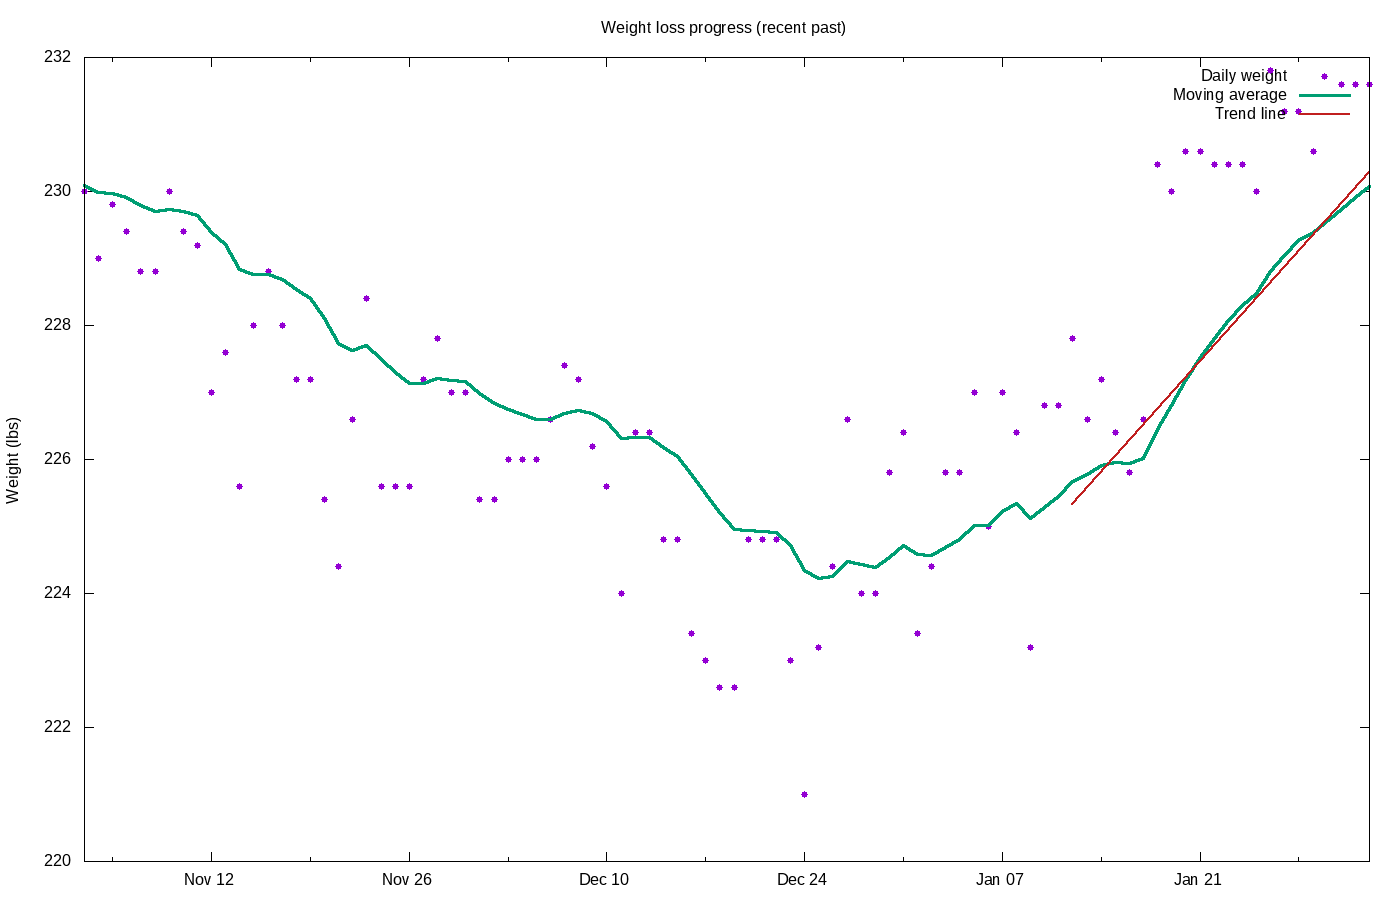 Weight loss progress (recent past)
232
230
228
226
224
222
220
Weight (lbs)
Daily weight
Moving average
Trend line
Nov 12
Nov 26
Dec 10
Dec 24
Jan 07
Jan 21